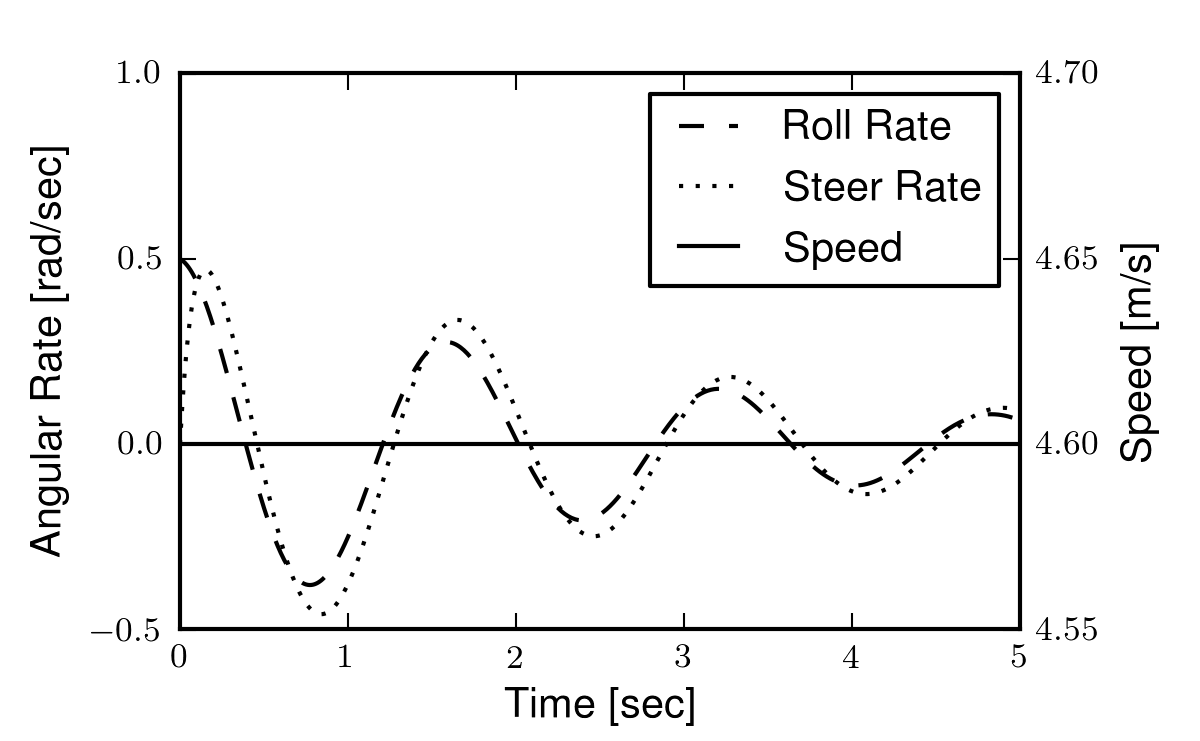 1.0
0.5
0.0
−0.5
Angular Rate [rad/sec]
4.70
4.65
4.60
4.55
Speed [m/s]
Roll Rate
Steer Rate
Speed
0 1 2 3 4 5
Time [sec]